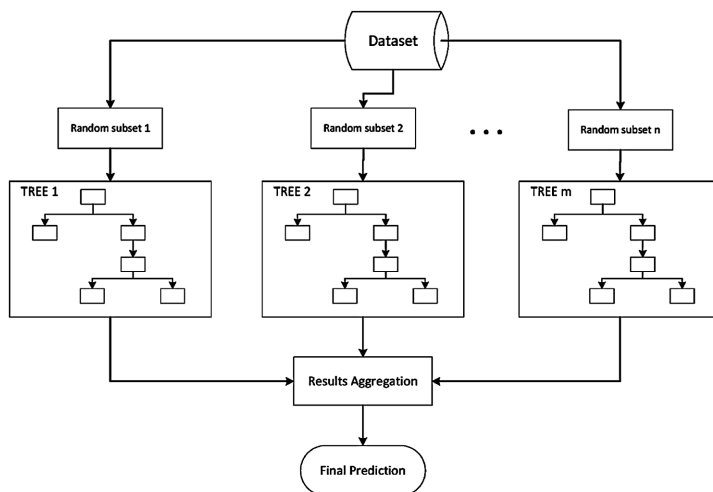 Dataset
Random subset 1
Random subset 2
. . .
Random subset n
TREE 1
TREE 2
TREE m
Results Aggregation
Final Prediction